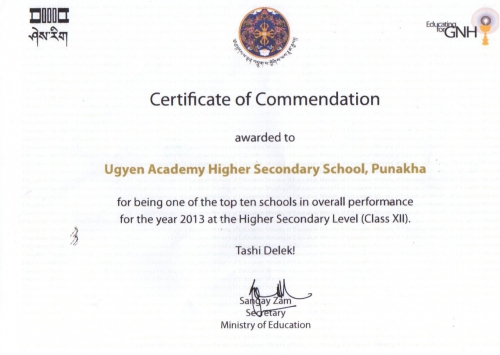 ཤེས་རིག
Educating
for GNH
Certificate of Commendation
awarded to
Ugyen Academy Higher Secondary School, Punakha
for being one of the top ten schools in overall performance
for the year 2013 at the Higher Secondary Level (Class XII).
Tashi Delek!
Sangay Zam
Secretary
Ministry of Education